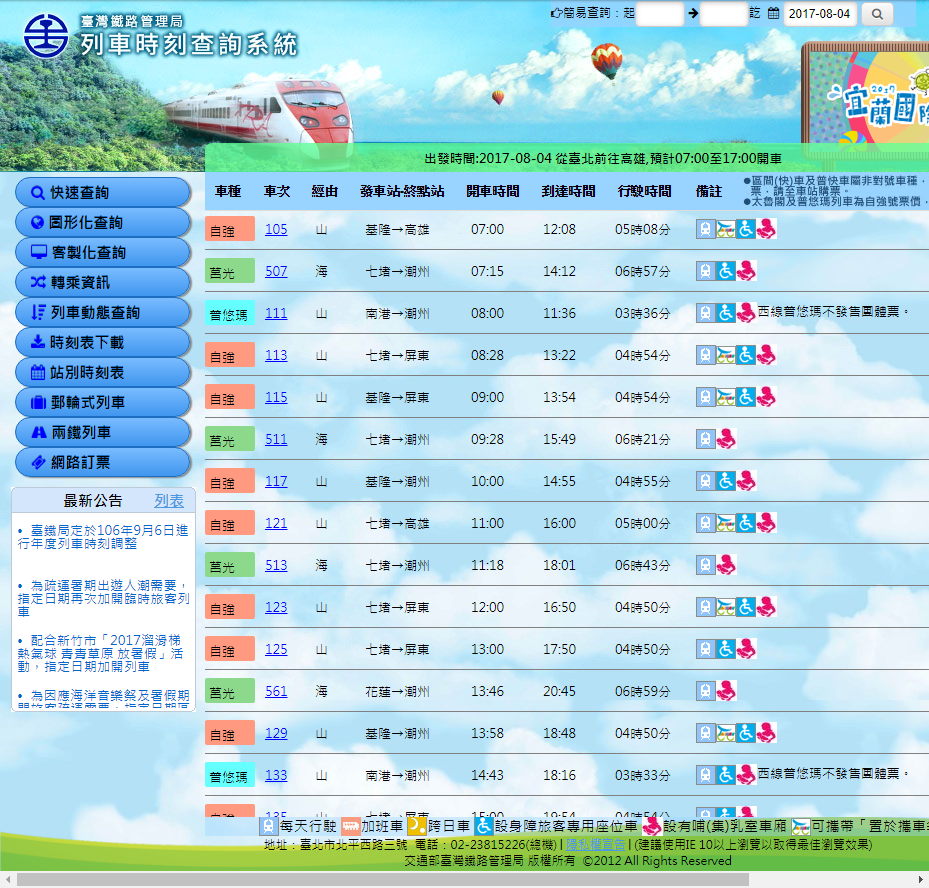 臺灣鐵路管理局
列車時刻查詢系統
簡易查詢：起 → 訖 2017-08-04
2017
宜蘭國際
出發時間:2017-08-04 從臺北前往高雄,預計07:00至17:00開車
快速查詢
圖形化查詢
客製化查詢
轉乘資訊
列車動態查詢
時刻表下載
站別時刻表
郵輪式列車
兩鐵列車
網路訂票
最新公告 列表
• 臺鐵局定於106年9月6日進
行年度列車時刻調整
• 為疏運暑期出遊人潮需要，
指定日期再次加開臨時旅客列
車
• 配合新竹市「2017溜滑梯
熱氣球 青青草原 放暑假」活
動，指定日期加開列車
• 為因應海洋音樂祭及暑假期
間旅客疏運需要，指定日期區
車種 車次 經由 發車站-終點站 開車時間 到達時間 行駛時間 備註
●區間(快)車及普快車屬非對號車種，
票，請至車站購票。
●太魯閣及普悠瑪列車為自強號票價，
自強 105 山 基隆→高雄 07:00 12:08 05時08分
莒光 507 海 七堵→潮州 07:15 14:12 06時57分
普悠瑪 111 山 南港→潮州 08:00 11:36 03時36分 西線普悠瑪不發售團體票。
自強 113 山 七堵→屏東 08:28 13:22 04時54分
自強 115 山 基隆→屏東 09:00 13:54 04時54分
莒光 511 海 七堵→潮州 09:28 15:49 06時21分
自強 117 山 基隆→潮州 10:00 14:55 04時55分
自強 121 山 七堵→高雄 11:00 16:00 05時00分
莒光 513 海 七堵→潮州 11:18 18:01 06時43分
自強 123 山 七堵→屏東 12:00 16:50 04時50分
自強 125 山 七堵→屏東 13:00 17:50 04時50分
莒光 561 海 花蓮→潮州 13:46 20:45 06時59分
自強 129 山 基隆→潮州 13:58 18:48 04時50分
普悠瑪 133 山 南港→潮州 14:43 18:16 03時33分 西線普悠瑪不發售團體票。
自強 135 山 七堵→屏東 15:00 19:54 04時54分
每天行駛 加班車 跨日車 設身障旅客專用座位車 設有哺(集)乳室車廂 可攜帶「置於攜車
地址：臺北市北平西路三號 電話：02-23815226(總機) | 隱私權宣告 | (建議使用IE 10以上瀏覽以取得最佳瀏覽效果)
交通部臺灣鐵路管理局 版權所有 ©2012 All Rights Reserved